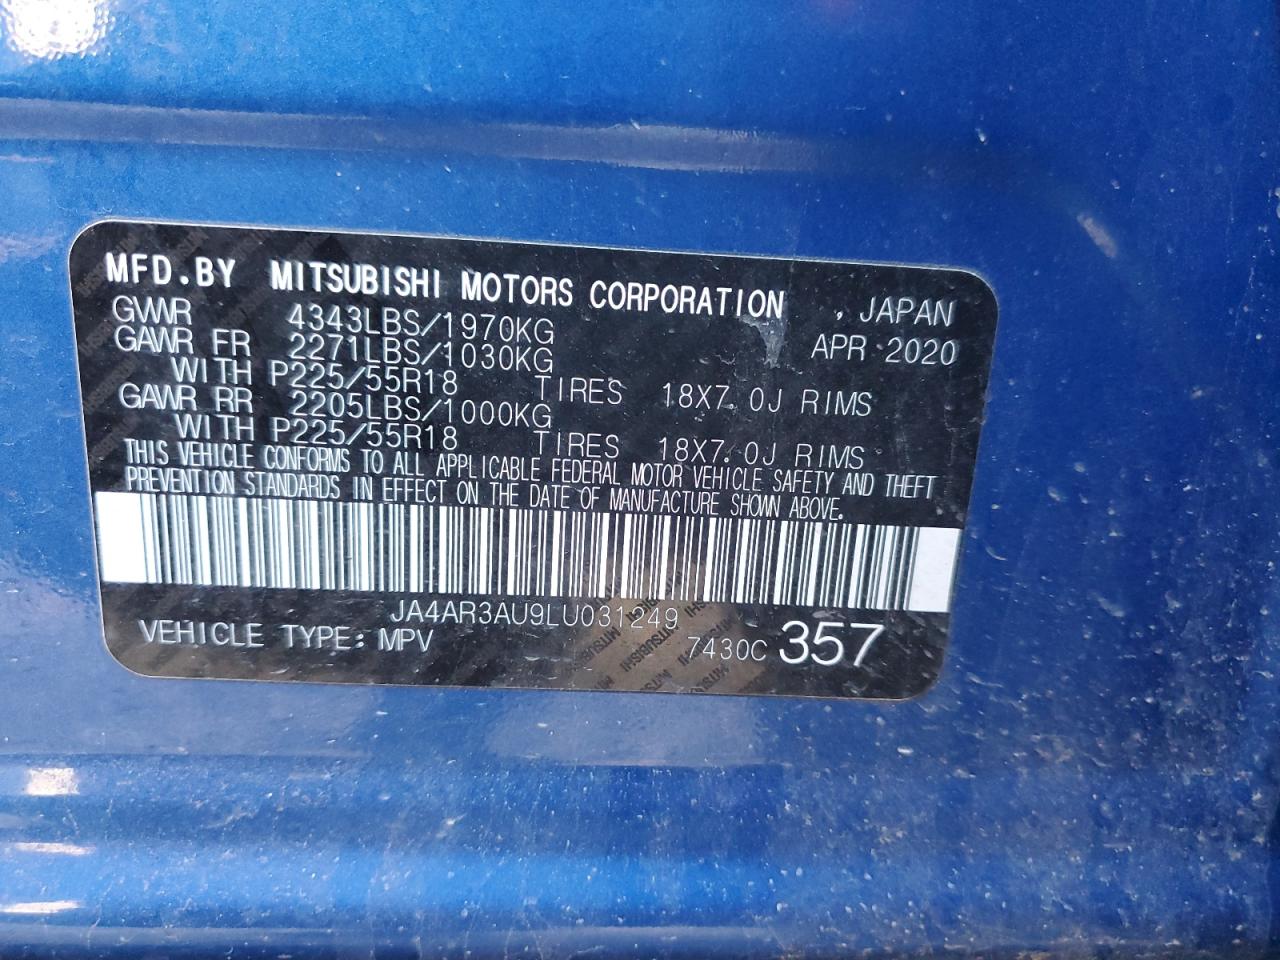 MFD.BY MITSUBISHI MOTORS CORPORATION , JAPAN
GVWR 4343LBS/1970KG APR 2020
GAWR FR 2271LBS/1030KG
WITH P225/55R18 TIRES 18X7.0J RIMS
GAWR RR 2205LBS/1000KG
WITH P225/55R18 TIRES 18X7.0J RIMS
THIS VEHICLE CONFORMS TO ALL APPLICABLE FEDERAL MOTOR VEHICLE SAFETY AND THEFT
PREVENTION STANDARDS IN EFFECT ON THE DATE OF MANUFACTURE SHOWN ABOVE.
JA4AR3AU9LU031249
VEHICLE TYPE: MPV 7430C 357